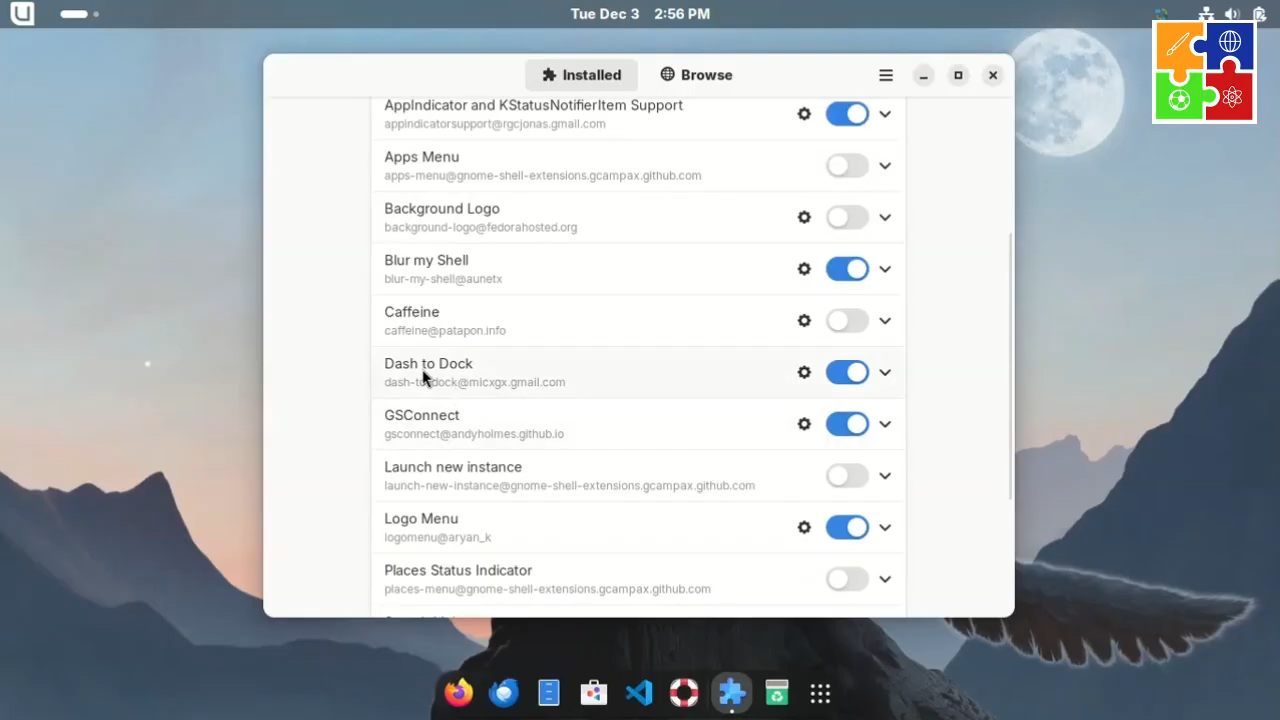 Tue Dec 3 2:56 PM
Installed
Browse
AppIndicator and KStatusNotifierItem Support
appindicatorsupport@rgcjonas.gmail.com
Apps Menu
apps-menu@gnome-shell-extensions.gcampax.github.com
Background Logo
background-logo@fedorahosted.org
Blur my Shell
blur-my-shell@aunetx
Caffeine
caffeine@patapon.info
Dash to Dock
dash-to-dock@micxgx.gmail.com
GSConnect
gsconnect@andyholmes.github.io
Launch new instance
launch-new-instance@gnome-shell-extensions.gcampax.github.com
Logo Menu
logomenu@aryan_k
Places Status Indicator
places-menu@gnome-shell-extensions.gcampax.github.com